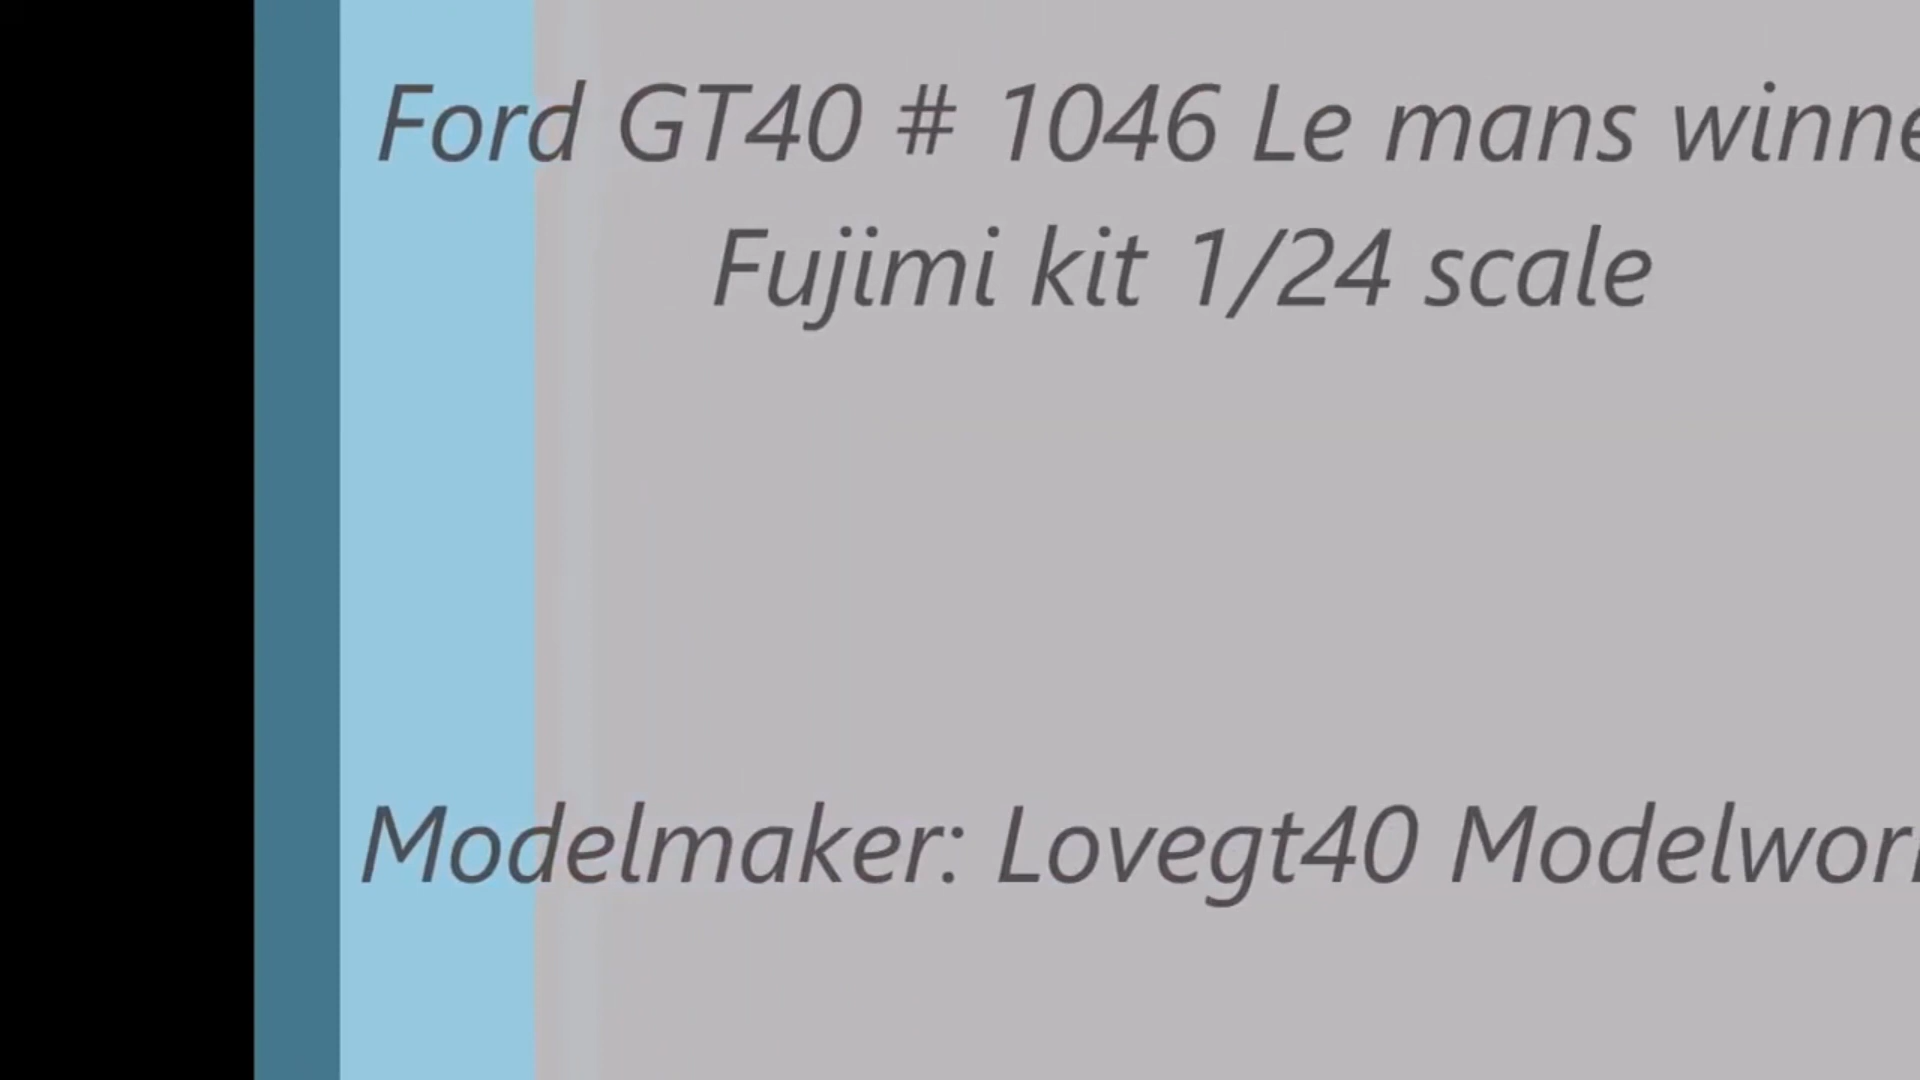 Ford GT40 # 1046 Le mans winne
Fujimi kit 1/24 scale
Modelmaker: Lovegt40 Modelwor